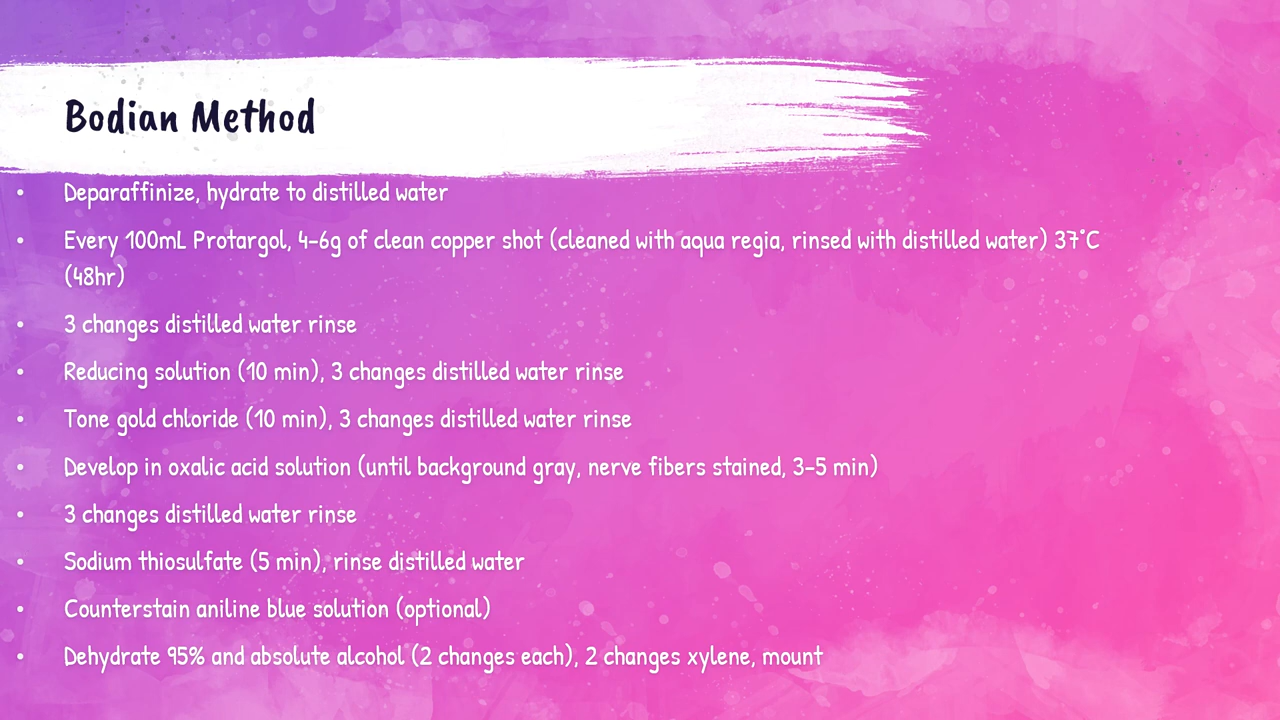 Bodian Method
• Deparaffinize, hydrate to distilled water
• Every 100mL Protargol, 4-6g of clean copper shot (cleaned with aqua regia, rinsed with distilled water) 37°C
(48hr)
• 3 changes distilled water rinse
• Reducing solution (10 min), 3 changes distilled water rinse
• Tone gold chloride (10 min), 3 changes distilled water rinse
• Develop in oxalic acid solution (until background gray, nerve fibers stained, 3-5 min)
• 3 changes distilled water rinse
• Sodium thiosulfate (5 min), rinse distilled water
• Counterstain aniline blue solution (optional)
• Dehydrate 95% and absolute alcohol (2 changes each), 2 changes xylene, mount